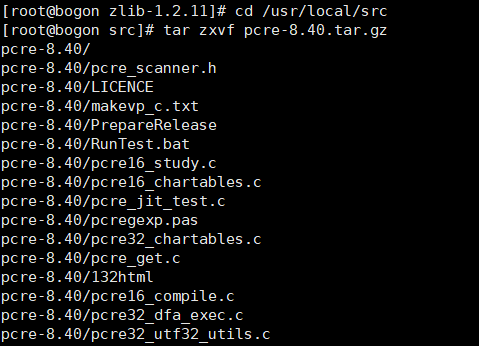 [root@bogon zlib-1.2.11]# cd /usr/local/src
[root@bogon src]# tar zxvf pcre-8.40.tar.gz
pcre-8.40/
pcre-8.40/pcre_scanner.h
pcre-8.40/LICENCE
pcre-8.40/makevp_c.txt
pcre-8.40/PrepareRelease
pcre-8.40/RunTest.bat
pcre-8.40/pcre16_study.c
pcre-8.40/pcre16_chartables.c
pcre-8.40/pcre_jit_test.c
pcre-8.40/pcregexp.pas
pcre-8.40/pcre32_chartables.c
pcre-8.40/pcre_get.c
pcre-8.40/132html
pcre-8.40/pcre16_compile.c
pcre-8.40/pcre32_dfa_exec.c
pcre-8.40/pcre32_utf32_utils.c